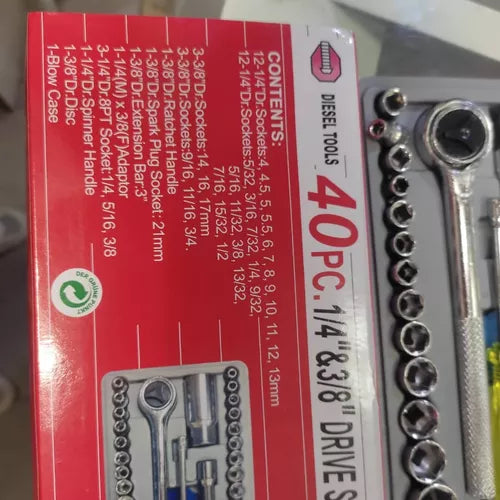 DIESEL TOOLS
40PC. 1/4"&3/8" DRIVE S
CONTENTS:
12-1/4"Dr.Sockets:4, 4.5, 5, 5.5, 6, 7, 8, 9, 10, 11, 12, 13mm
12-1/4"Dr.Sockets:5/32, 3/16, 7/32, 1/4, 9/32,
5/16, 11/32, 3/8, 13/32,
7/16, 15/32, 1/2
3-3/8"Dr.Sockets:14, 16, 17mm
3-3/8"Dr.Sockets:9/16, 11/16, 3/4.
1-3/8"Dr.Ratchet Handle
1-3/8"Dr.Spark Plug Socket: 21mm
1-3/8"Dr.Extension Bar:3"
1-1/4(M) x 3/8(F)Adaptor
3-1/4"Dr,8PT Socket:1/4, 5/16, 3/8
1-1/4"Dr.Spinner Handle
1-3/8"Dr.Disc
1-Blow Case
DER GRÜNE PUNKT